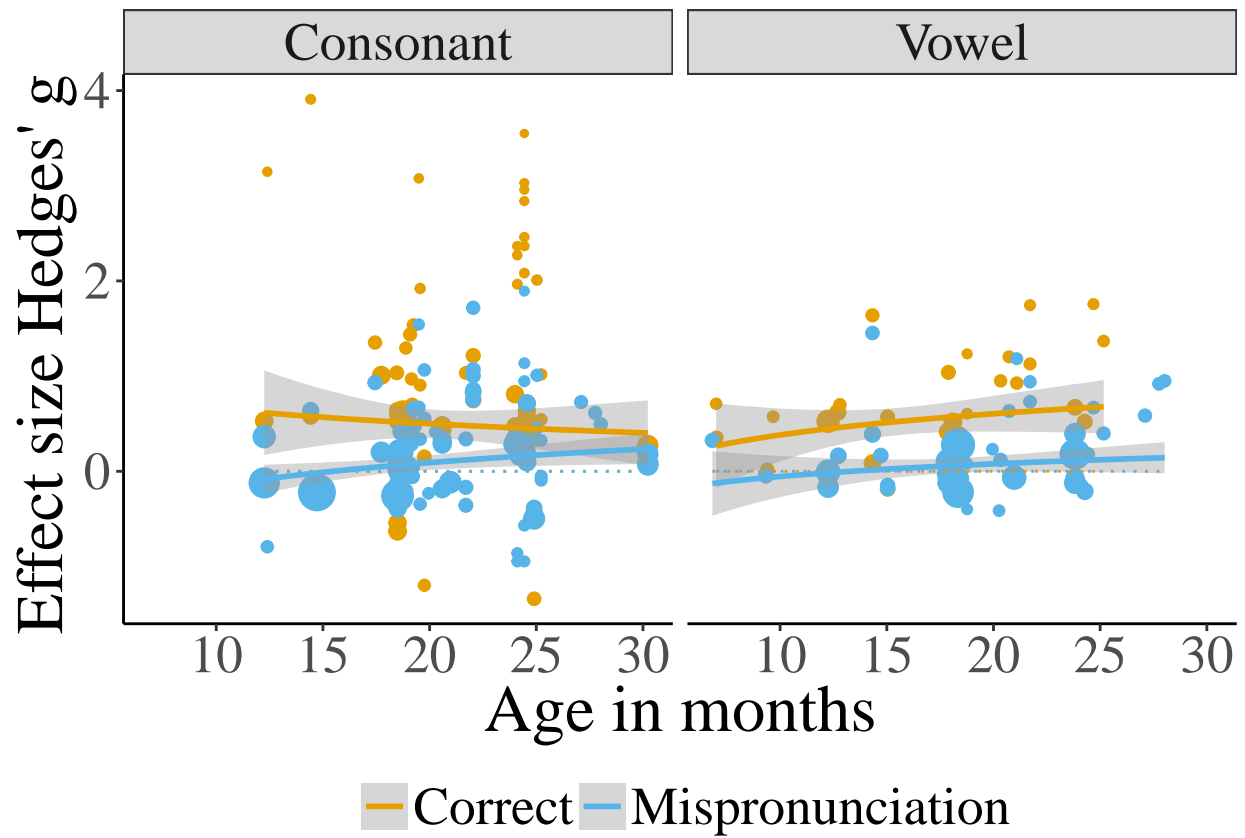 Consonant Vowel
Effect size Hedges' g
4
2
0
10 15 20 25 30 10 15 20 25 30
Age in months
Correct Mispronunciation